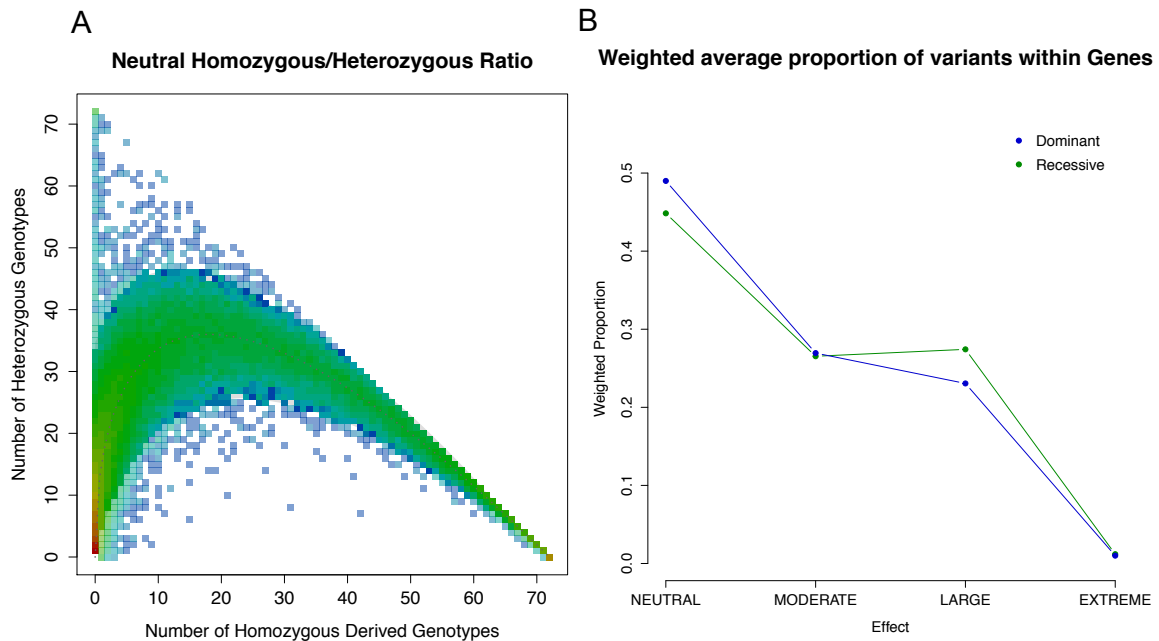 A
Neutral Homozygous/Heterozygous Ratio
Number of Heterozygous Genotypes
70
60
50
40
30
20
10
0
0 10 20 30 40 50 60 70
Number of Homozygous Derived Genotypes
B
Weighted average proportion of variants within Genes
Dominant
Recessive
Weighted Proportion
0.5
0.4
0.3
0.2
0.1
0.0
NEUTRAL MODERATE LARGE EXTREME
Effect